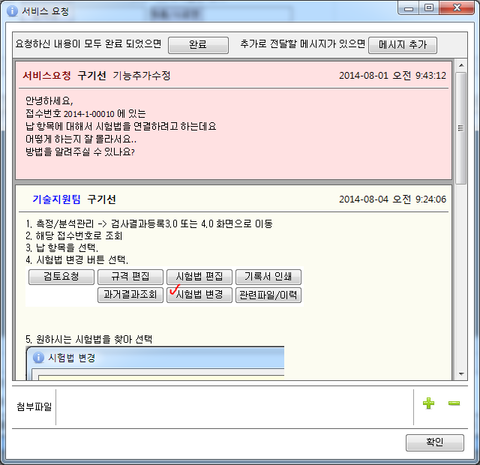 서비스 요청
요청하신 내용이 모두 완료 되었으면 완료 추가로 전달할 메시지가 있으면 메시지 추가
서비스요청 구기선 기능추가수정 2014-08-01 오전 9:43:12
안녕하세요,
접수번호 2014-1-00010 에 있는
납 항목에 대해서 시험법을 연결하려고 하는데요
어떻게 하는지 잘 몰라서요..
방법을 알려주실 수 있나요?
기술지원팀 구기선 2014-08-04 오전 9:24:06
1. 측정/분석관리 -> 검사결과등록3,0 또는 4,0 화면으로 이동
2. 해당 접수번호로 조회
3. 납 항목을 선택.
4. 시험법 변경 버튼 선택.
검토요청 규격 편집 시험법 편집 기록서 인쇄
과거결과조회 시험법 변경 관련파일/이력
5. 원하시는 시험법을 찾아 선택
시험법 변경
첨부파일
확인